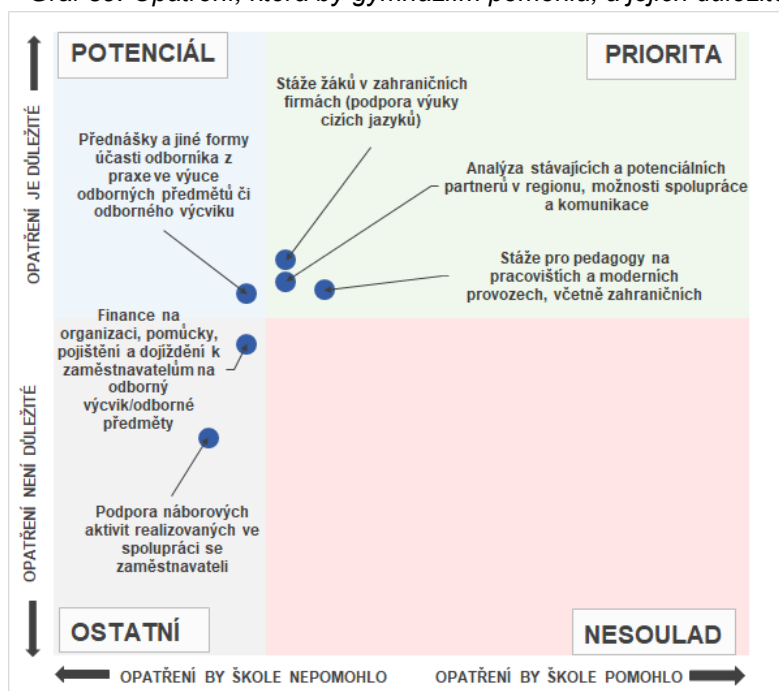 POTENCIÁL
PRIORITA
Stáže žáků v zahraničních
firmách (podpora výuky
cizích jazyků)
Přednášky a jiné formy
účasti odborníka z
praxe ve výuce
odborných předmětů či
odborného výcviku
Analýza stávajících a potenciálních
partnerů v regionu, možnosti spolupráce
a komunikace
Stáže pro pedagogy na
pracovištích a moderních
provozech, včetně zahraničních
Finance na
organizaci, pomůcky,
pojištění a dojíždění k
zaměstnavatelům na
odborný
výcvik/odborné
předměty
Podpora náborových
aktivit realizovaných ve
spolupráci se
zaměstnavateli
OPATŘENÍ JE DŮLEŽITÉ
OPATŘENÍ NENÍ DŮLEŽITÉ
OSTATNÍ
NESOULAD
OPATŘENÍ BY ŠKOLE NEPOMOHLO
OPATŘENÍ BY ŠKOLE POMOHLO